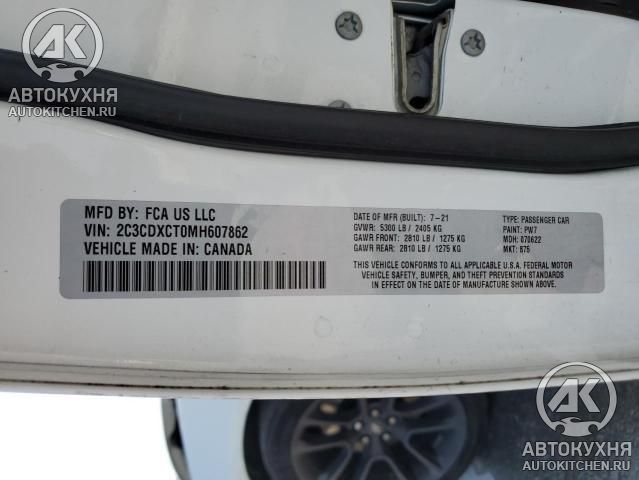 АК
АВТОКУХНЯ
AUTOKITCHEN.RU
MFD BY: FCA US LLC
VIN: 2C3CDXCT0MH607862
VEHICLE MADE IN: CANADA
DATE OF MFR (BUILT): 7-21
GVWR: 5300 LB / 2405 KG
GAWR FRONT: 2810 LB / 1275 KG
GAWR REAR: 2810 LB / 1275 KG
TYPE: PASSENGER CAR
PAINT: PW7
MDH: 070622
MKT: B75
THIS VEHICLE CONFORMS TO ALL APPLICABLE U.S.A. FEDERAL MOTOR
VEHICLE SAFETY, BUMPER, AND THEFT PREVENTION STANDARDS
IN EFFECT ON THE DATE OF MANUFACTURE SHOWN ABOVE.
АК
АВТОКУХНЯ
AUTOKITCHEN.RU